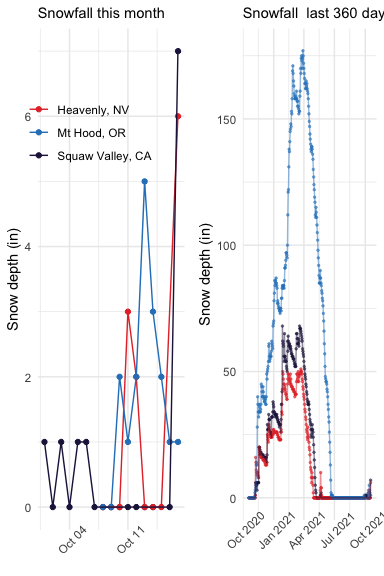 Snowfall this month
Snow depth (in)
6
4
2
0
Heavenly, NV
Mt Hood, OR
Squaw Valley, CA
Oct 04
Oct 11
Snowfall  last 360 day
Snow depth (in)
150
100
50
0
Oct 2020
Jan 2021
Apr 2021
Jul 2021
Oct 2021